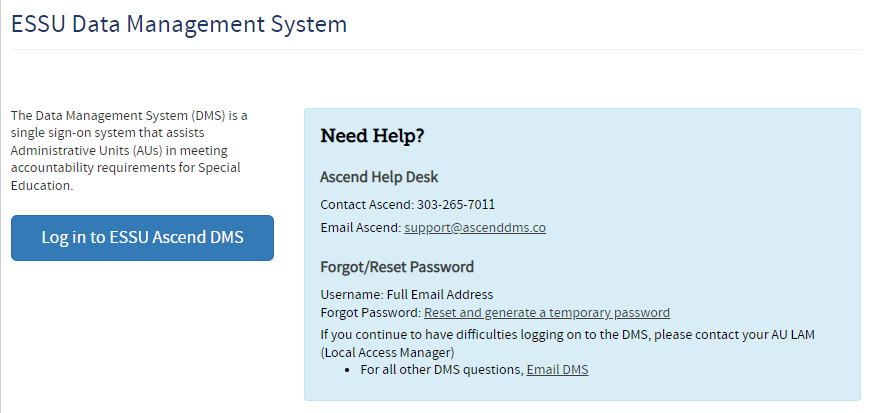 ESSU Data Management System
The Data Management System (DMS) is a
single sign-on system that assists
Administrative Units (AUs) in meeting
accountability requirements for Special
Education.
Log in to ESSU Ascend DMS
Need Help?
Ascend Help Desk
Contact Ascend: 303-265-7011
Email Ascend: support@ascenddms.co
Forgot/Reset Password
Username: Full Email Address
Forgot Password: Reset and generate a temporary password
If you continue to have difficulties logging on to the DMS, please contact your AU LAM
(Local Access Manager)
• For all other DMS questions, Email DMS